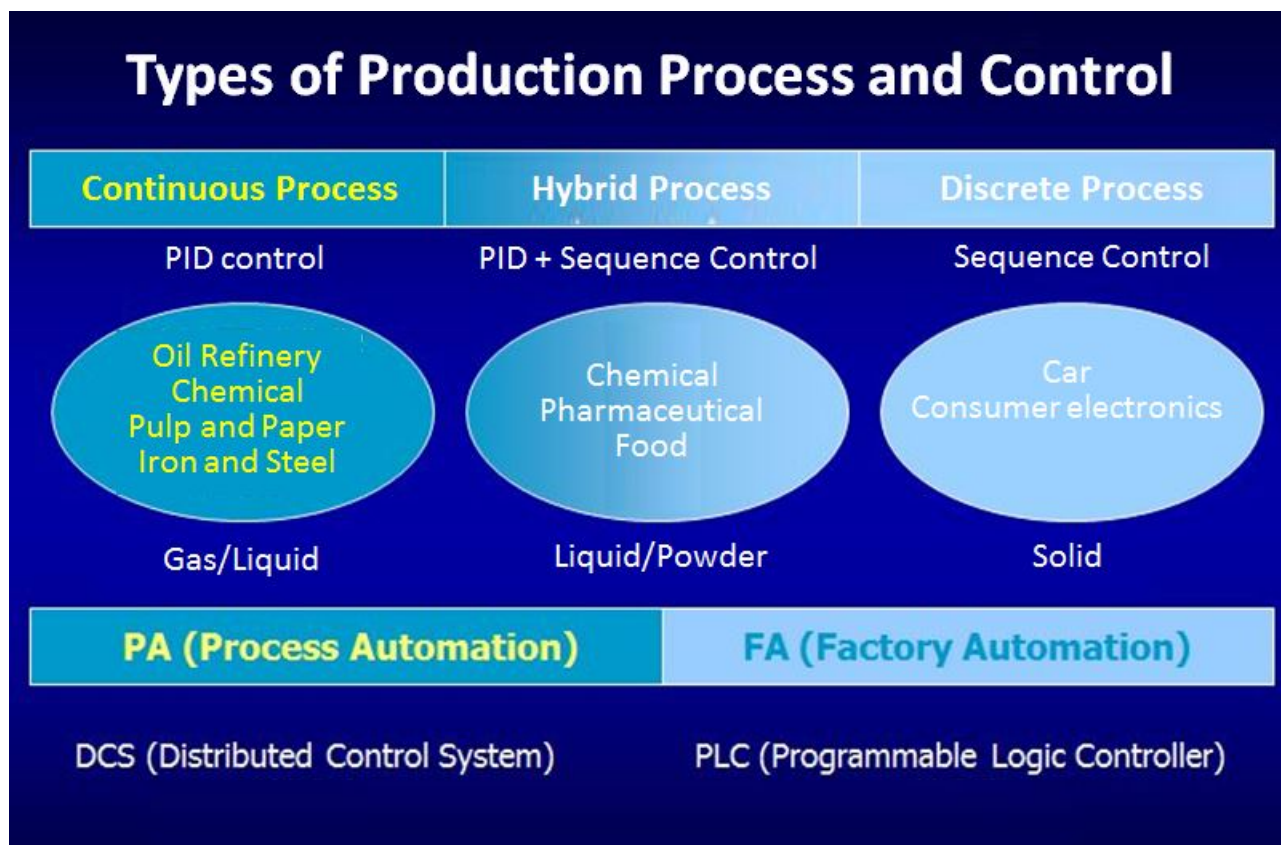 Types of Production Process and Control
Continuous Process
Hybrid Process
Discrete Process
PID control
PID + Sequence Control
Sequence Control
Oil Refinery
Chemical
Pulp and Paper
Iron and Steel
Chemical
Pharmaceutical
Food
Car
Consumer electronics
Gas/Liquid
Liquid/Powder
Solid
PA (Process Automation)
FA (Factory Automation)
DCS (Distributed Control System)
PLC (Programmable Logic Controller)